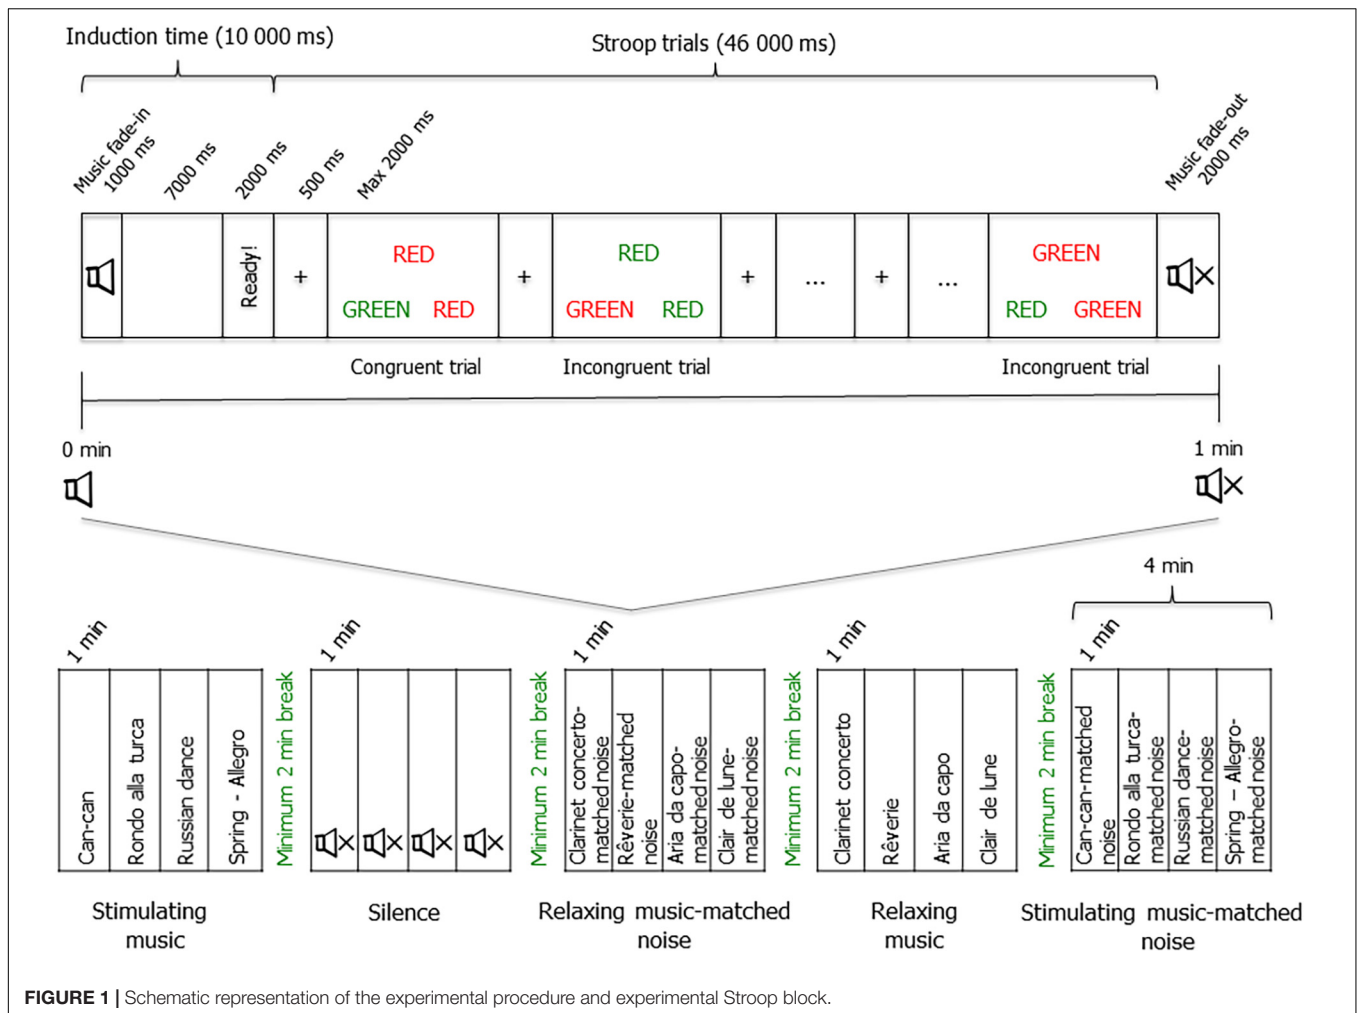 Induction time (10 000 ms)
Stroop trials (46 000 ms)
Music fade-in
1000 ms
7000 ms
2000 ms
500 ms
Max 2000 ms
Music fade-out
2000 ms
Ready!
+
RED
GREEN RED
+
RED
GREEN RED
+
...
+
...
GREEN
RED GREEN
Congruent trial
Incongruent trial
Incongruent trial
0 min
1 min
4 min
1 min
Can-can
Rondo alla turca
Russian dance
Spring - Allegro
Stimulating
music
Minimum 2 min break
1 min
Silence
Minimum 2 min break
1 min
Clarinet concerto-
matched noise
Rêverie-matched
noise
Aria da capo-
matched noise
Clair de lune-
matched noise
Relaxing music-matched
noise
Minimum 2 min break
1 min
Clarinet concerto
Rêverie
Aria da capo
Clair de lune
Relaxing
music
Minimum 2 min break
1 min
Can-can-matched
noise
Rondo alla turca-
matched noise
Russian dance-
matched noise
Spring – Allegro-
matched noise
Stimulating music-matched
noise
FIGURE 1 | Schematic representation of the experimental procedure and experimental Stroop block.